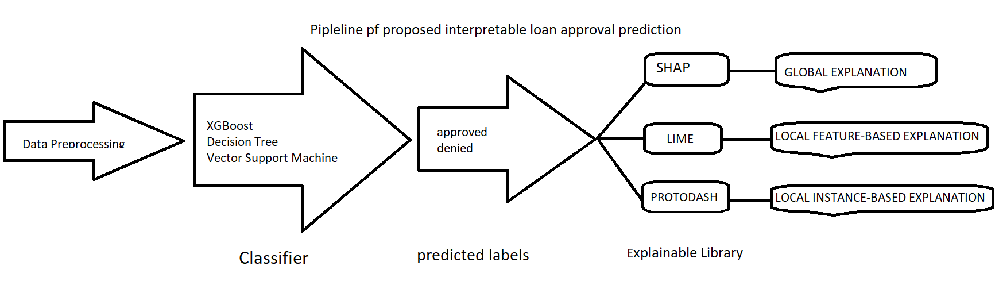 Pipleline pf proposed interpretable loan approval prediction
Data Preprocessing
XGBoost
Decision Tree
Vector Support Machine
approved
denied
SHAP
GLOBAL EXPLANATION
LIME
LOCAL FEATURE-BASED EXPLANATION
PROTODASH
LOCAL INSTANCE-BASED EXPLANATION
Classifier
predicted labels
Explainable Library